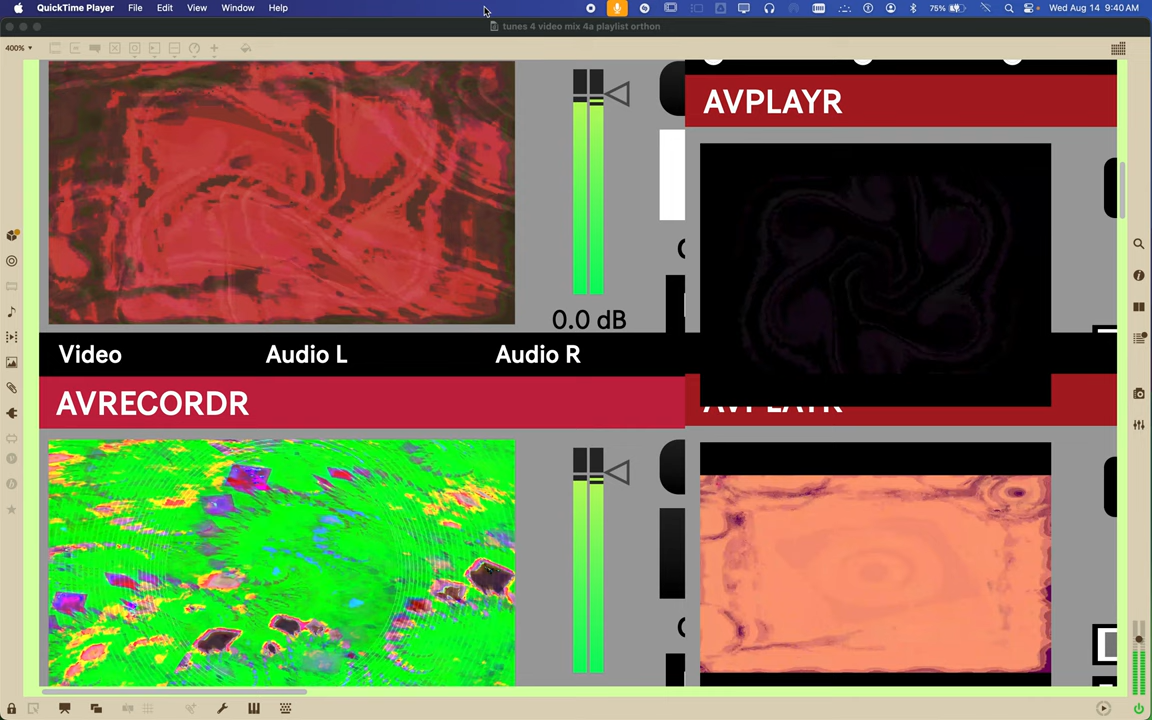 QuickTime Player File Edit View Window Help 75% Wed Aug 14 9:40 AM
tunes 4 video mix 4a playlist orthon
400%
AVPLAYR
0.0 dB
Video Audio L Audio R
AVRECORDR
AVPLAYR